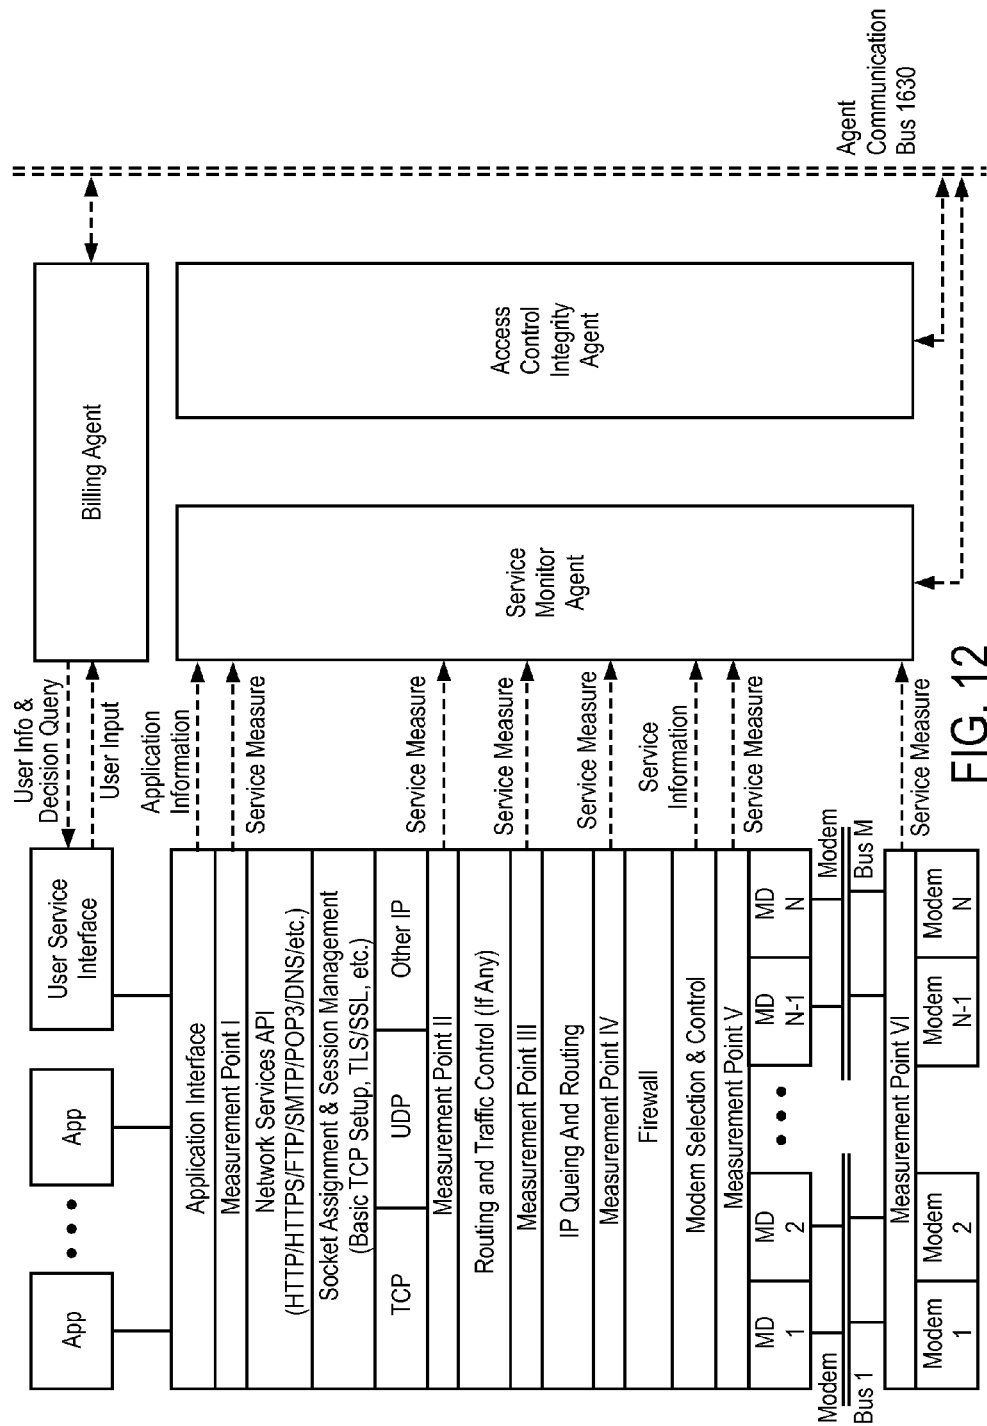 App
App
User Service
Interface
User Info &
Decision Query
User Input
Billing Agent
Application Interface
Application
Information
Measurement Point I
Service Measure
Network Services API
(HTTP/HTTPS/FTP/SMTP/POP3/DNS/etc.)
Socket Assignment & Session Management
(Basic TCP Setup, TLS/SSL, etc.)
TCP
UDP
Other IP
Measurement Point II
Service Measure
Routing and Traffic Control (If Any)
Measurement Point III
Service Measure
IP Queing And Routing
Measurement Point IV
Service Measure
Firewall
Modem Selection & Control
Service
Information
Measurement Point V
Service Measure
MD
1
MD
2
MD
N-1
MD
N
Modem
Bus 1
Modem
Bus M
Measurement Point VI
Service Measure
Modem
1
Modem
2
Modem
N-1
Modem
N
Service
Monitor
Agent
Access
Control
Integrity
Agent
Agent
Communication
Bus 1630
FIG. 12